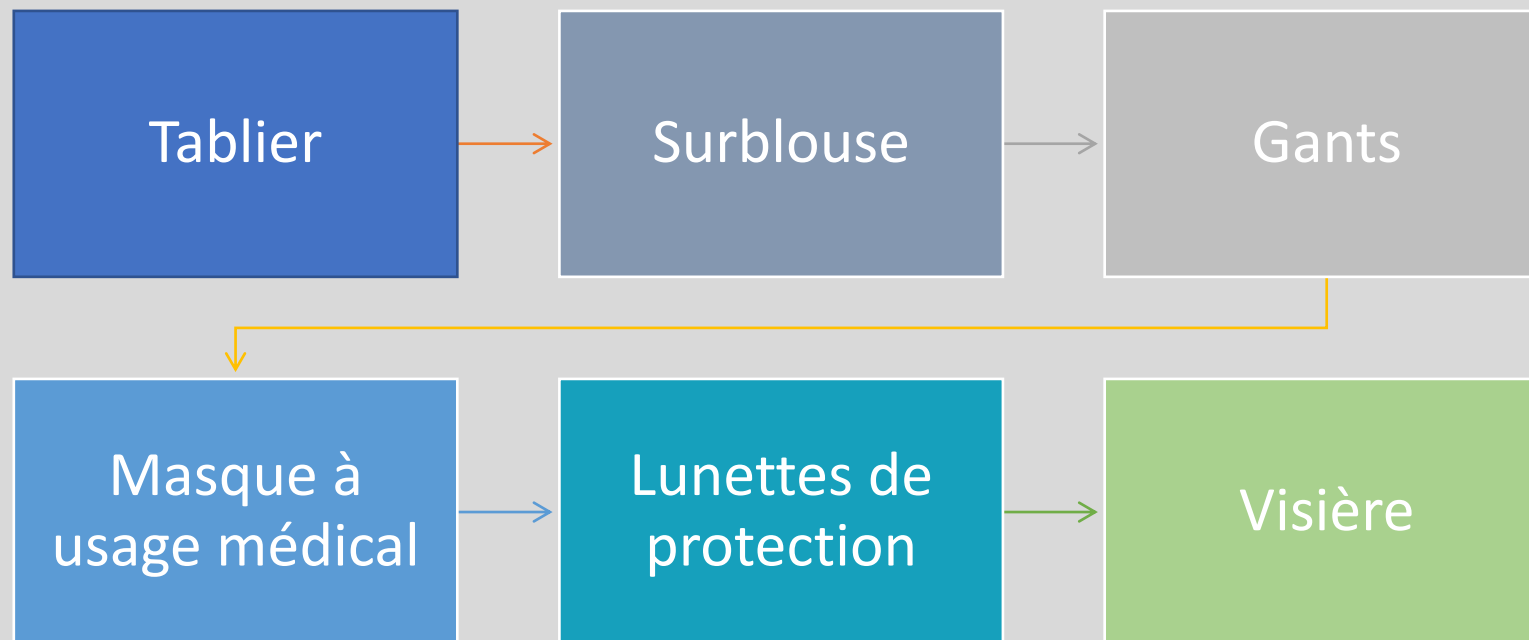 Tablier
Surblouse
Gants
Masque à
usage médical
Lunettes de
protection
Visière